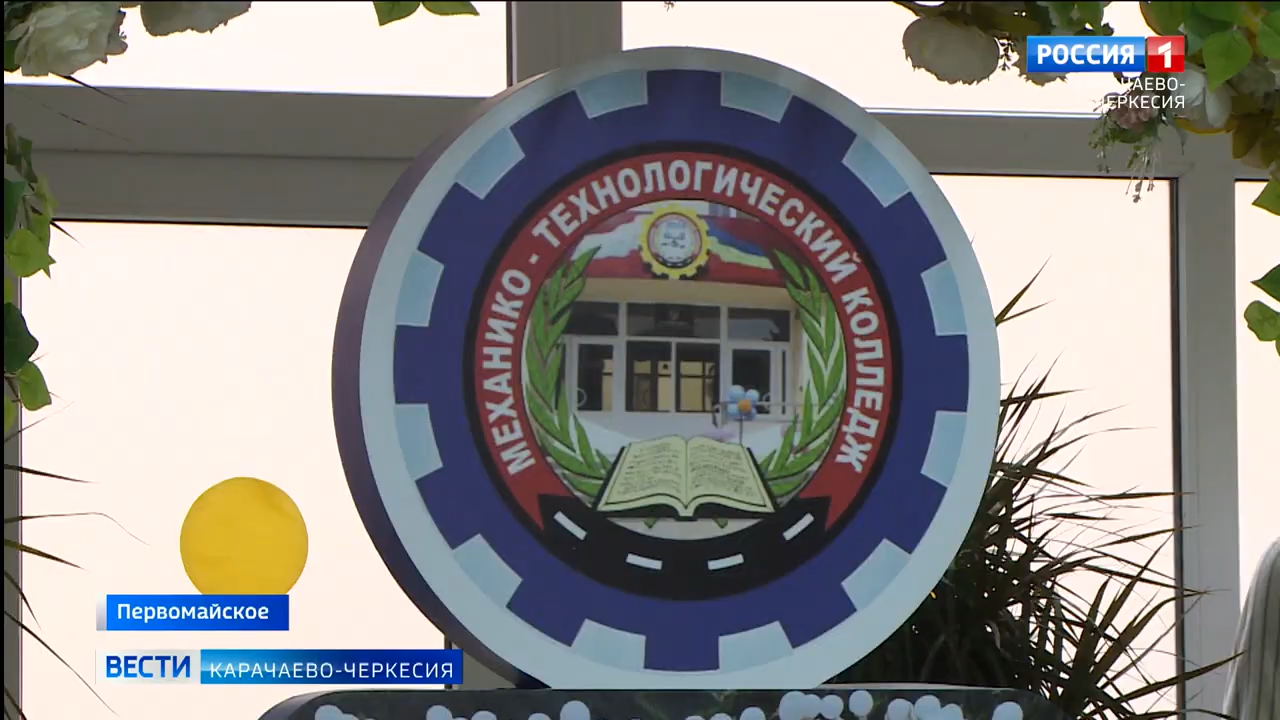 РОССИЯ 1
ЧАЕВО-
ЧЕРКЕСИЯ
МЕХАНИКО - ТЕХНОЛОГИЧЕСКИЙ КОЛЛЕДЖ
Первомайское
ВЕСТИ КАРАЧАЕВО-ЧЕРКЕСИЯ